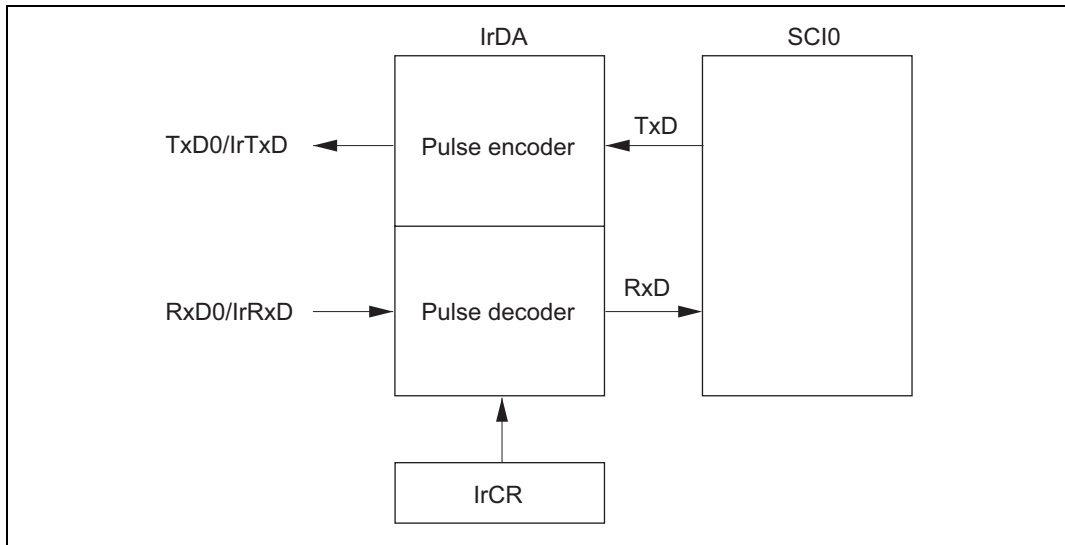 IrDA
SCI0
TxD0/IrTxD
Pulse encoder
TxD
RxD0/IrRxD
Pulse decoder
RxD
IrCR